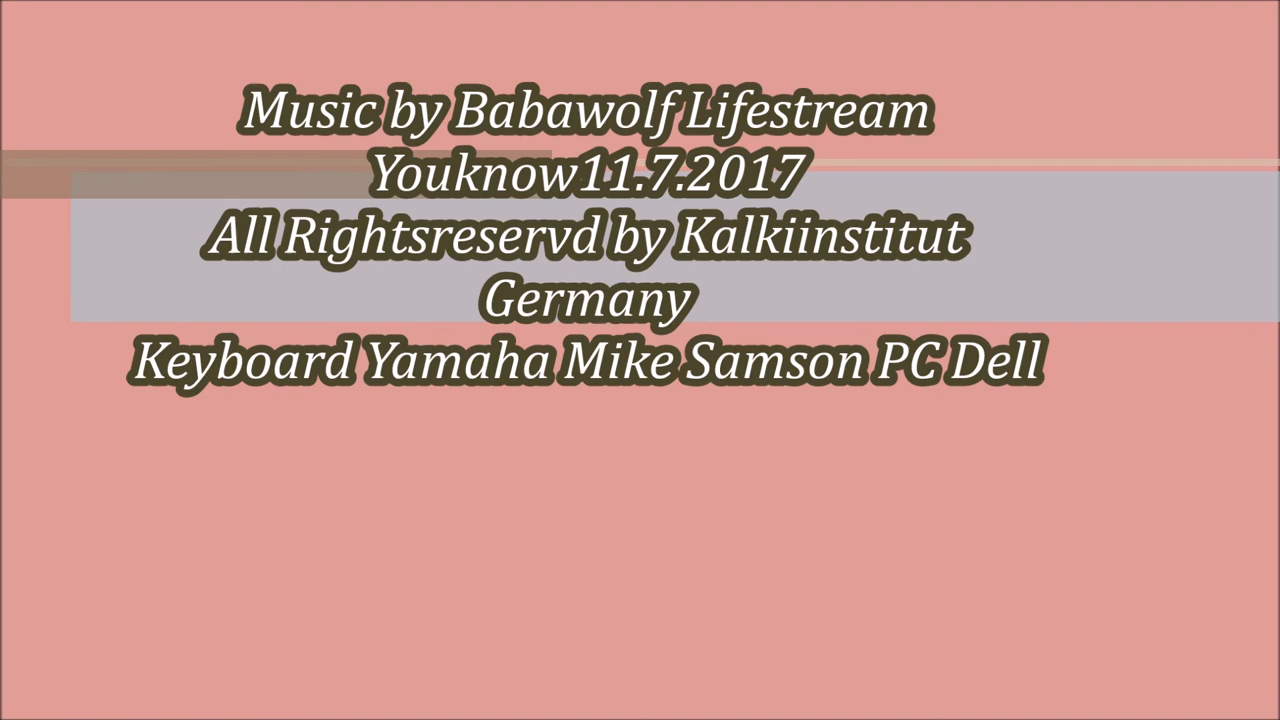 Music by Babawolf Lifestream
Youknow11.7.2017
All Rightsreservd by Kalkiinstitut
Germany
Keyboard Yamaha Mike Samson PC Dell